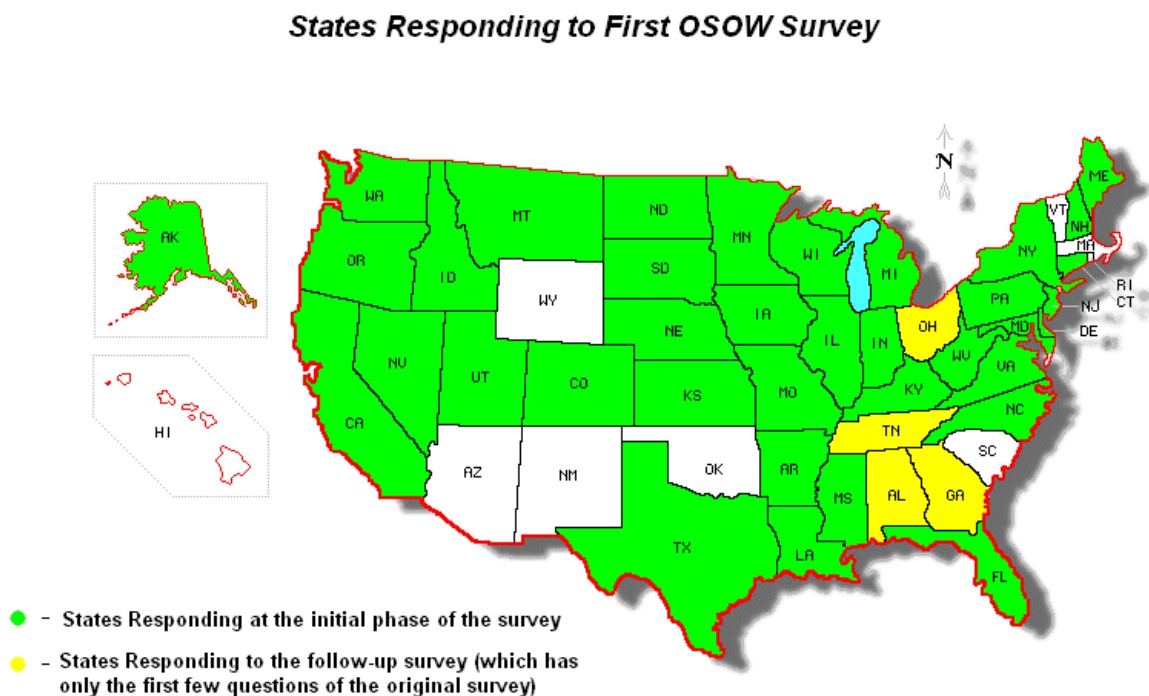 States Responding to First OSOW Survey
N
ME
WA
VT
NH
MT
ND
MN
MA
AK
NY
OR
WI
MI
ID
SD
RI
WY
PA
CT
NJ
IA
OH
MD
DE
NE
IL
IN
WV
NV
UT
CO
VA
KS
MO
KY
CA
NC
TN
HI
SC
AZ
NM
OK
AR
MS
AL
GA
TX
LA
FL
- States Responding at the initial phase of the survey
- States Responding to the follow-up survey (which has
only the first few questions of the original survey)